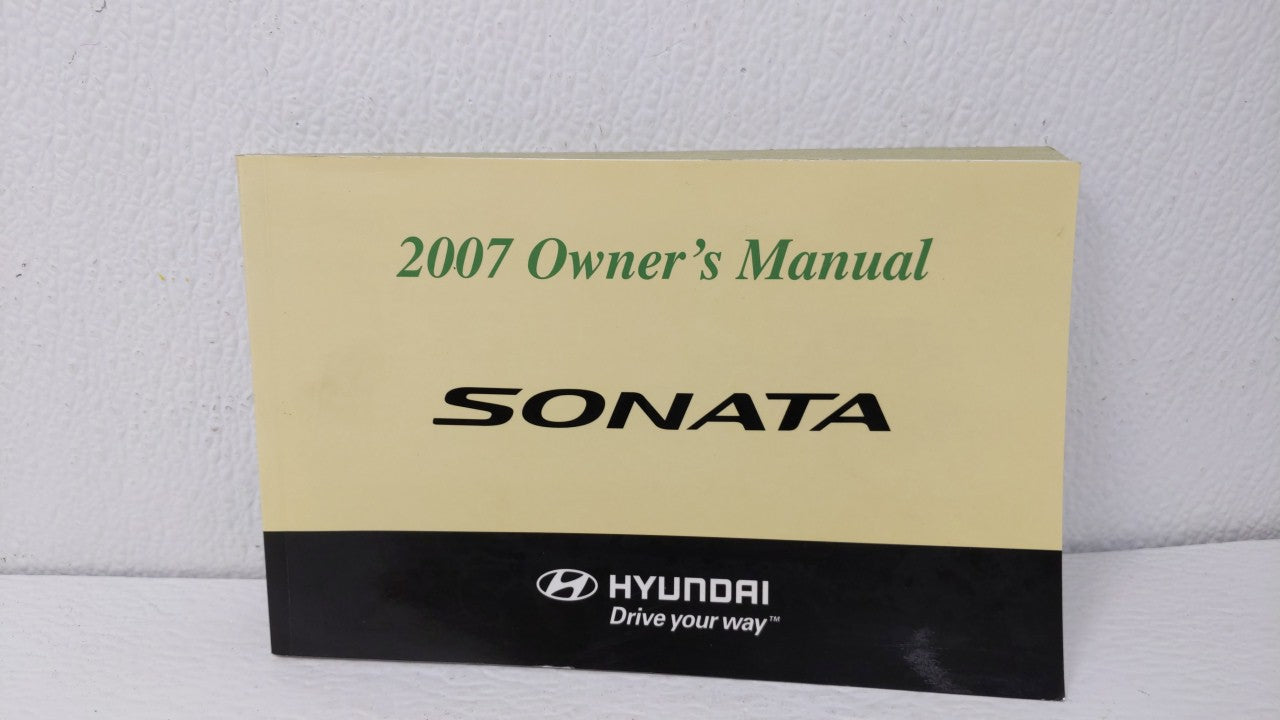 2007 Owner's Manual
SONATA
HYUNDAI
Drive your way™